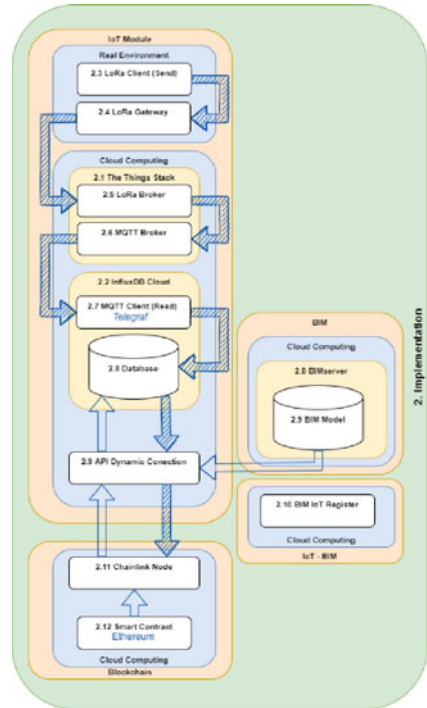 IoT Module
Real Environment
2.3 LoRa Client (Send)
2.4 LoRa Gateway
Cloud Computing
2.1 The Things Stack
2.5 LoRa Broker
2.6 MQTT Broker
2.2 InfluxDB Cloud
2.7 MQTT Client (Read)
Telegraf
2.8 Database
2.9 API Dynamic Conection
BIM
Cloud Computing
2.8 BIMserver
2.9 BIM Model
2.10 BIM IoT Register
Cloud Computing
IoT - BIM
2.11 Chainlink Node
2.12 Smart Contract
Ethereum
Cloud Computing
Blockchain
2. Implementation